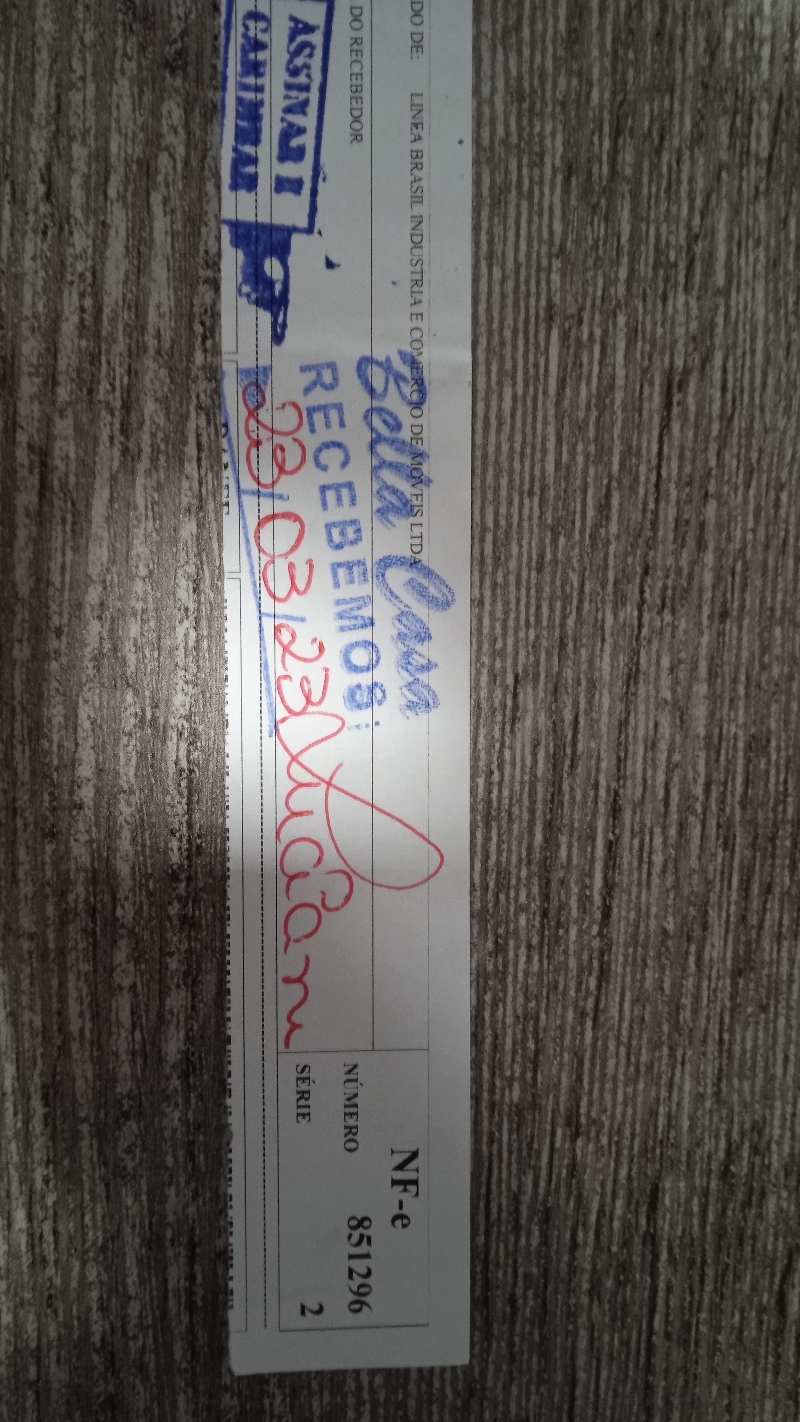 DO DE: LINEA BRASIL INDUSTRIA E COMERCIO DE MOVEIS LTDA
Bella Casa
DO RECEBEDOR
RECEBEMOS:
23/03/23
ASSINAR E
CARIMBAR
NF-e
NÚMERO 851296
SÉRIE 2